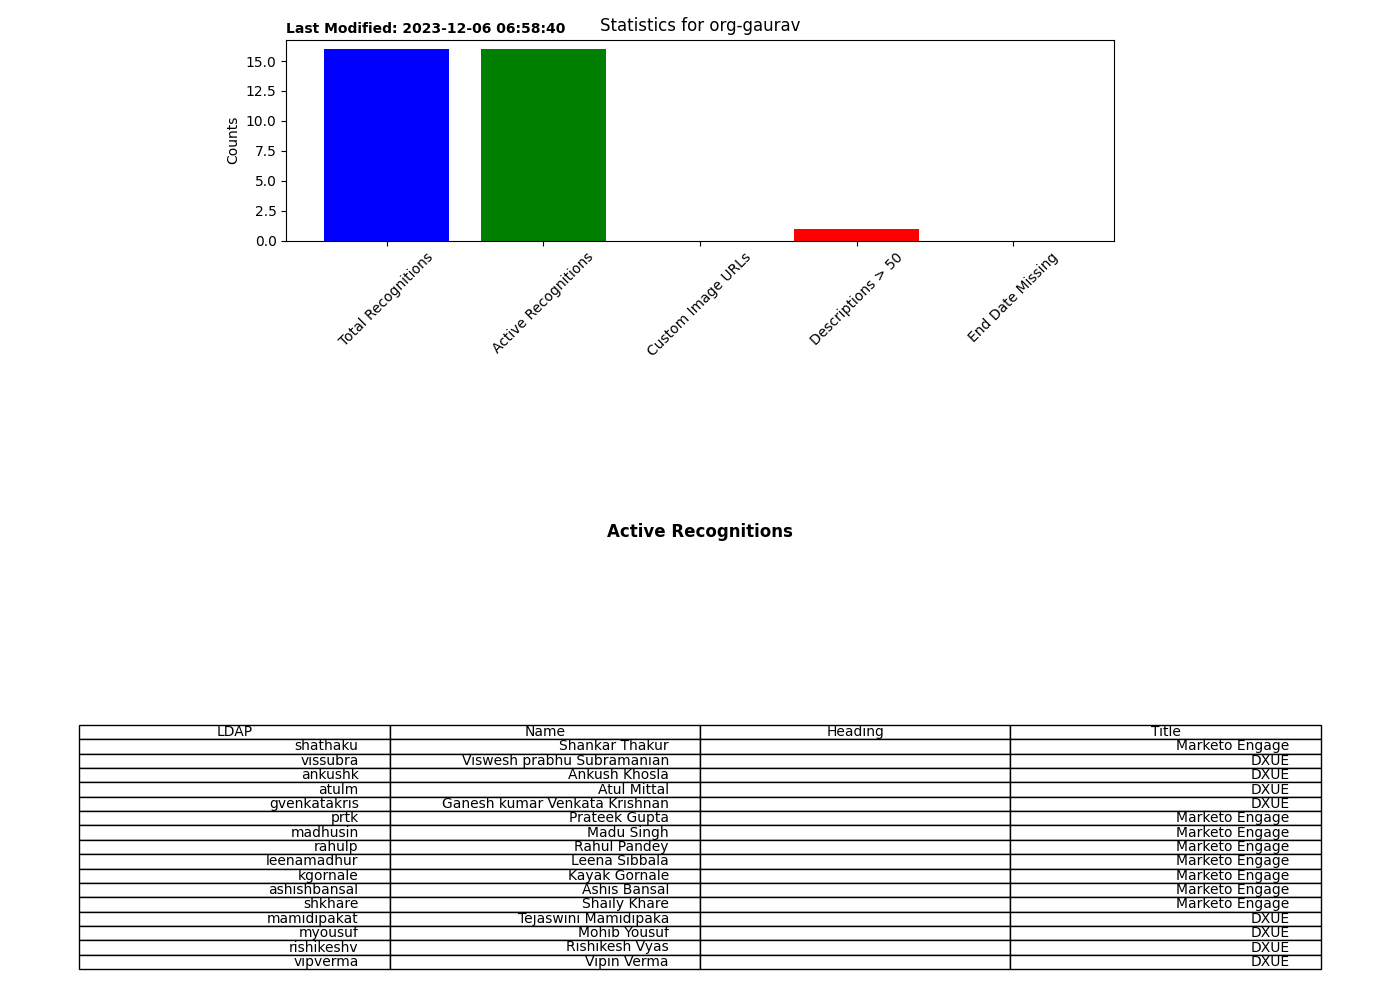 Last Modified: 2023-12-06 06:58:40
Statistics for org-gaurav
15.0
12.5
10.0
7.5
5.0
2.5
0.0
Counts
Total Recognitions
Active Recognitions
Custom Image URLs
Descriptions > 50
End Date Missing
Active Recognitions
LDAP Name Heading Title
shathaku Shankar Thakur Marketo Engage
vissubra Viswesh prabhu Subramanian DXUE
ankushk Ankush Khosla DXUE
atulm Atul Mittal DXUE
gvenkatakris Ganesh kumar Venkata Krishnan DXUE
prtk Prateek Gupta Marketo Engage
madhusin Madu Singh Marketo Engage
rahulp Rahul Pandey Marketo Engage
leenamadhur Leena Sibbala Marketo Engage
kgornale Kayak Gornale Marketo Engage
ashishbansal Ashis Bansal Marketo Engage
shkhare Shaily Khare Marketo Engage
mamidipakat Tejaswini Mamidipaka DXUE
myousuf Mohib Yousuf DXUE
rishikeshv Rishikesh Vyas DXUE
vipverma Vipin Verma DXUE